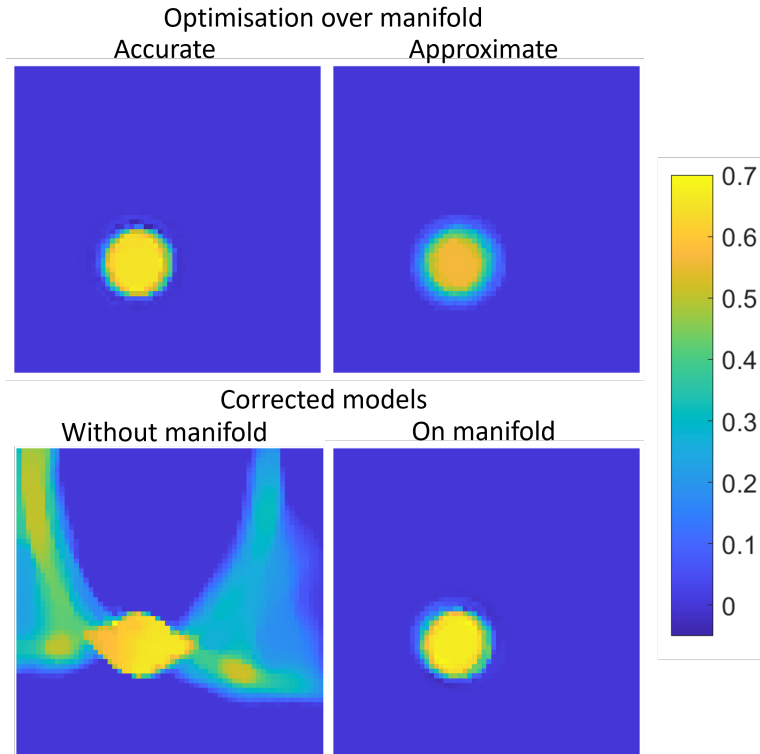 Optimisation over manifold
Accurate Approximate
0.7
0.6
0.5
0.4
0.3
0.2
0.1
0
Corrected models
Without manifold On manifold